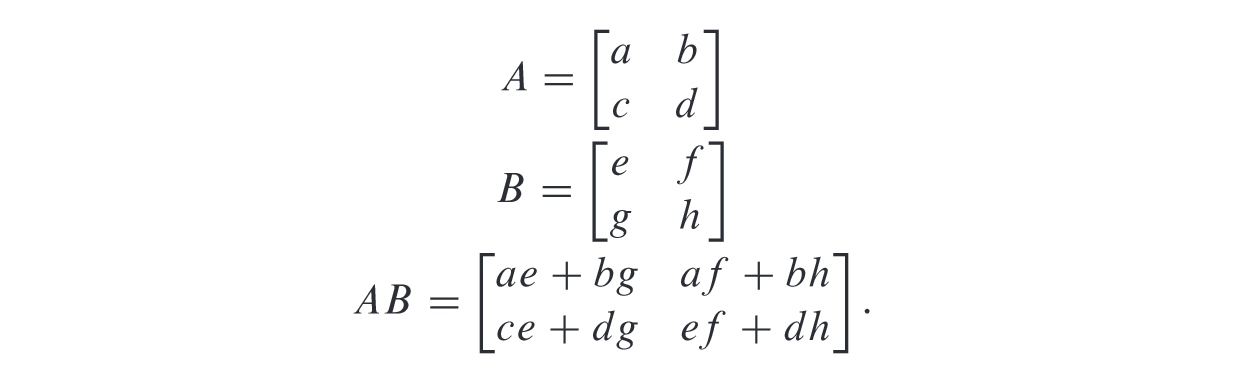 A = [a b
c d]
B = [e f
g h]
AB = [ae + bg af + bh
ce + dg ef + dh].